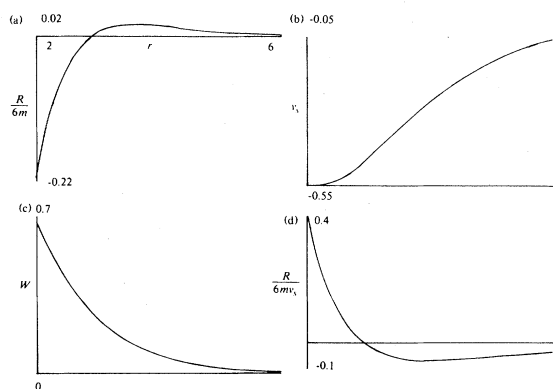 (a) 0.02
2 r 6
R
6m
-0.22
(b) -0.05
v_s
-0.55
(c) 0.7
W
0
(d) 0.4
R
6mv_s
-0.1